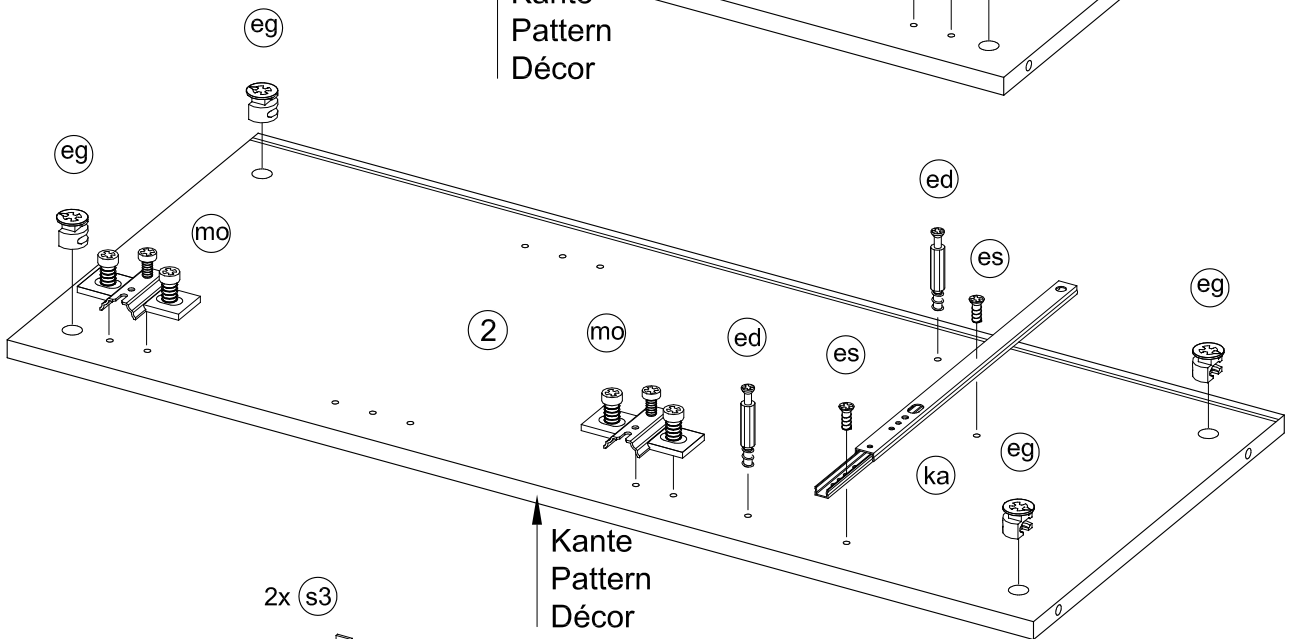 Kante
Pattern
Décor
eg
eg
mo
ed
es
eg
2
mo
ed
es
ka
eg
Kante
Pattern
Décor
2x s3